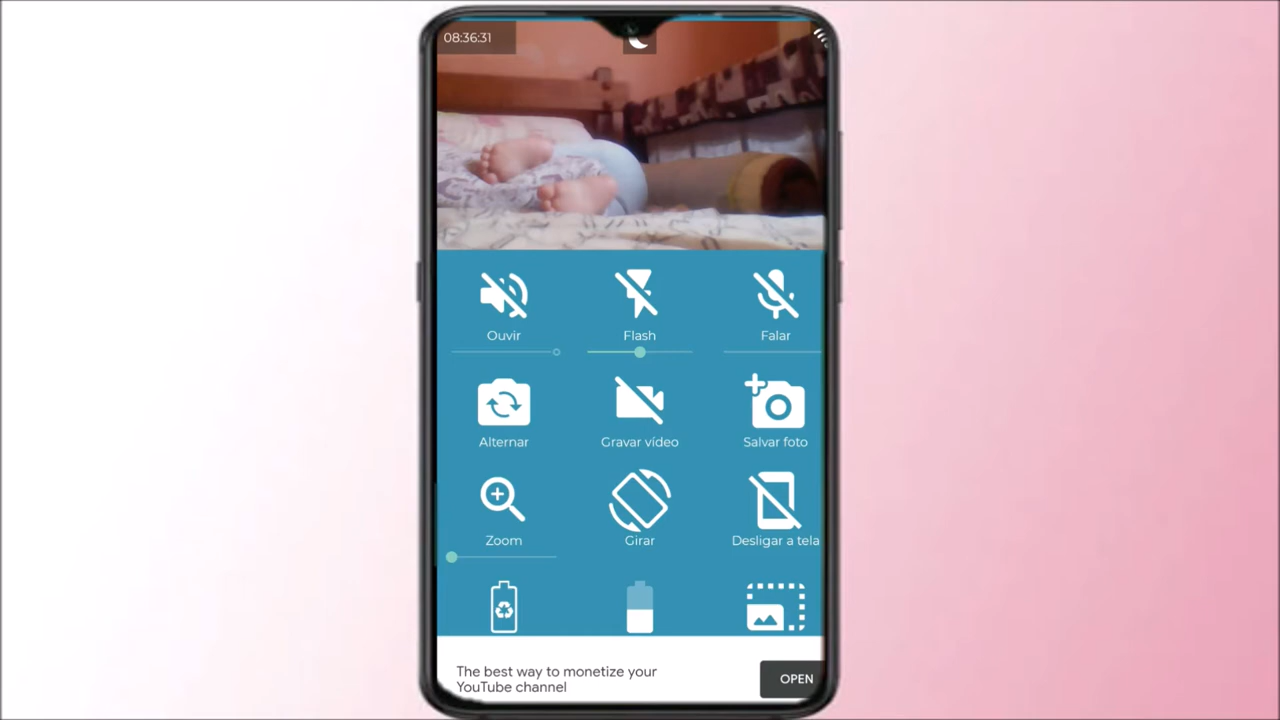 08:36:31
Ouvir
Flash
Falar
Alternar
Gravar vídeo
Salvar foto
Zoom
Girar
Desligar a tela
The best way to monetize your
YouTube channel
OPEN